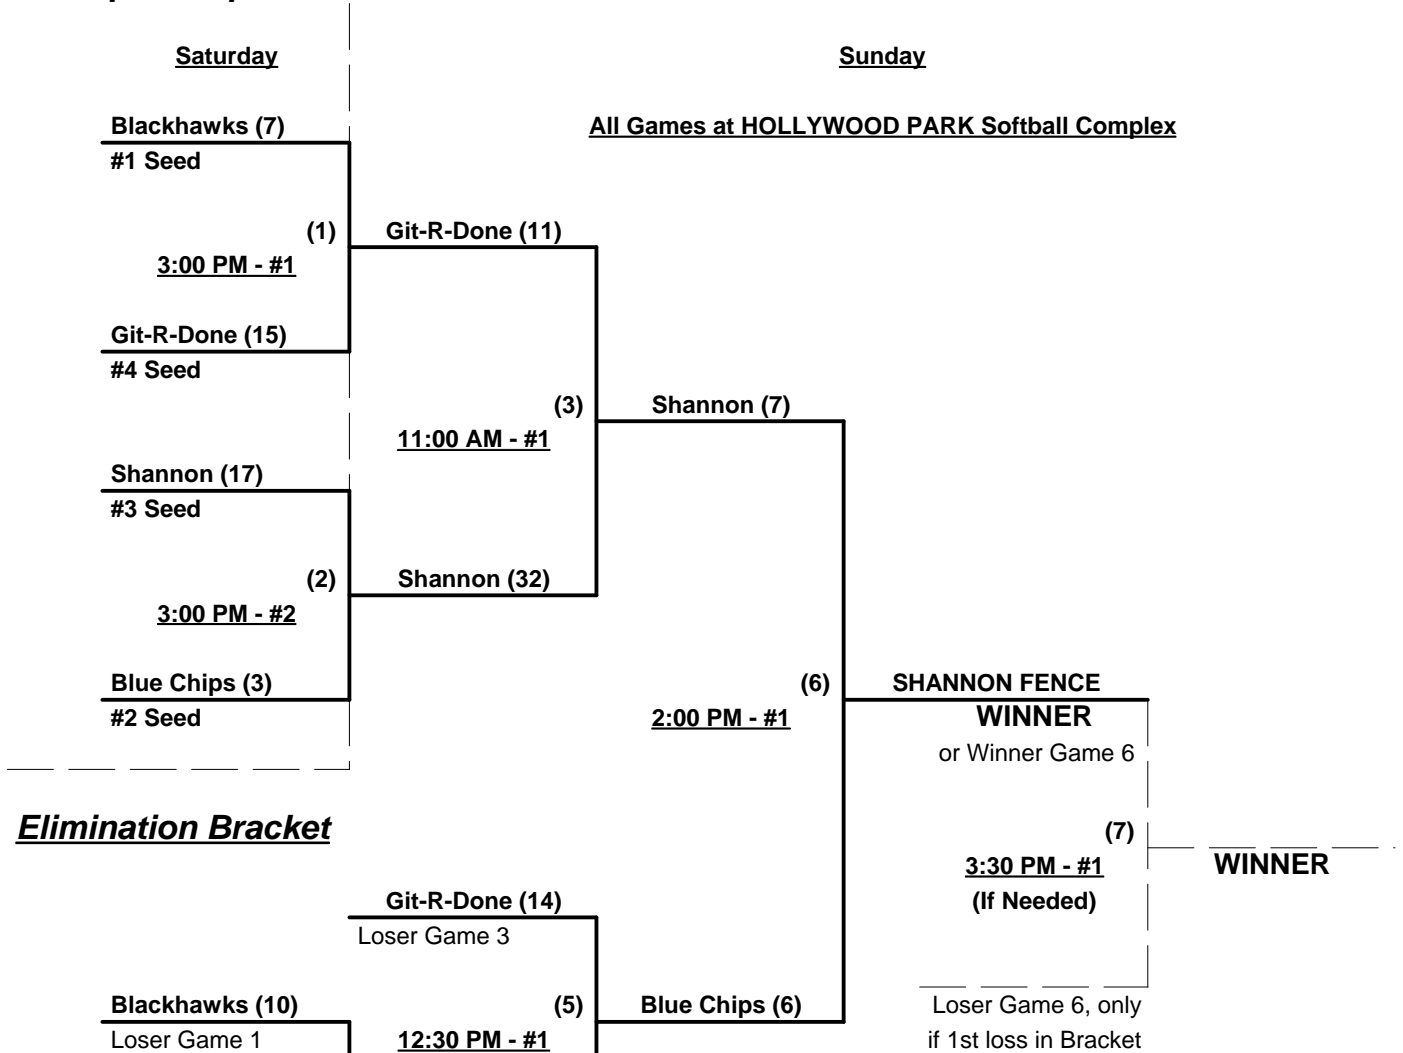 Saturday
Sunday
Blackhawks (7)
All Games at HOLLYWOOD PARK Softball Complex
#1 Seed
(1)
Git-R-Done (11)
3:00 PM - #1
Git-R-Done (15)
#4 Seed
(3)
Shannon (7)
11:00 AM - #1
Shannon (17)
#3 Seed
(2)
Shannon (32)
3:00 PM - #2
Blue Chips (3)
(6)
SHANNON FENCE
#2 Seed
2:00 PM - #1
WINNER
or Winner Game 6
Elimination Bracket
(7)
3:30 PM - #1
WINNER
(If Needed)
Git-R-Done (14)
Loser Game 3
Blackhawks (10)
(5)
Blue Chips (6)
Loser Game 6, only
Loser Game 1
12:30 PM - #1
if 1st loss in Bracket